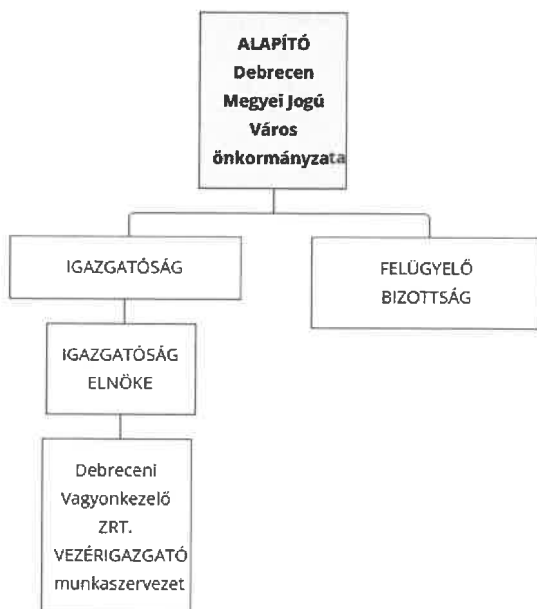 ALAPÍTÓ
Debrecen
Megyei Jogú
Város
önkormányzata
IGAZGATÓSÁG
FELÜGYELŐ
BIZOTTSÁG
IGAZGATÓSÁG
ELNÖKE
Debreceni
Vagyonkezelő
ZRT.
VEZÉRIGAZGATÓ
munkaszervezet